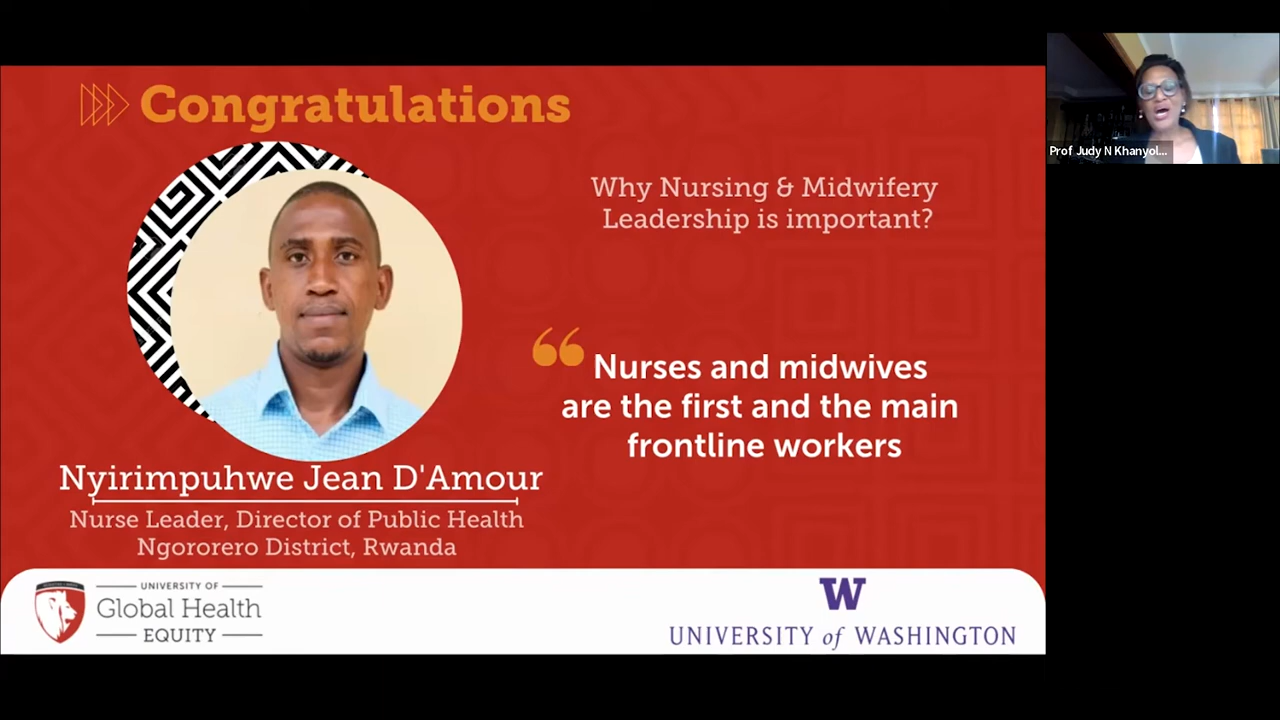 Congratulations
Why Nursing & Midwifery
Leadership is important?
“
Nurses and midwives
are the first and the main
frontline workers
Nyirimpuhwe Jean D'Amour
Nurse Leader, Director of Public Health
Ngororero District, Rwanda
UNIVERSITY OF
Global Health
EQUITY
W
UNIVERSITY of WASHINGTON
Prof Judy N Khanyol...